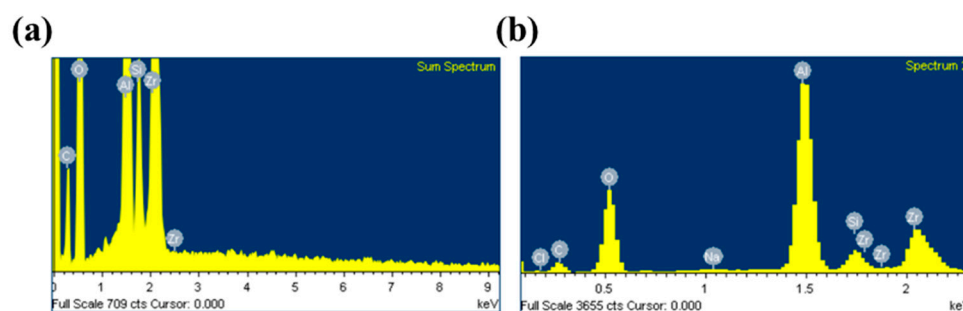 (a)
Sum Spectrum
O
Si
Al
Zr
C
Zr
0 1 2 3 4 5 6 7 8 9
Full Scale 709 cts Cursor: 0.000 keV
(b)
Spectrum 2
Al
O
Si
Zr
Zr
Cl
C
Na
Zr
0.5 1 1.5 2
Full Scale 3655 cts Cursor: 0.000 ke